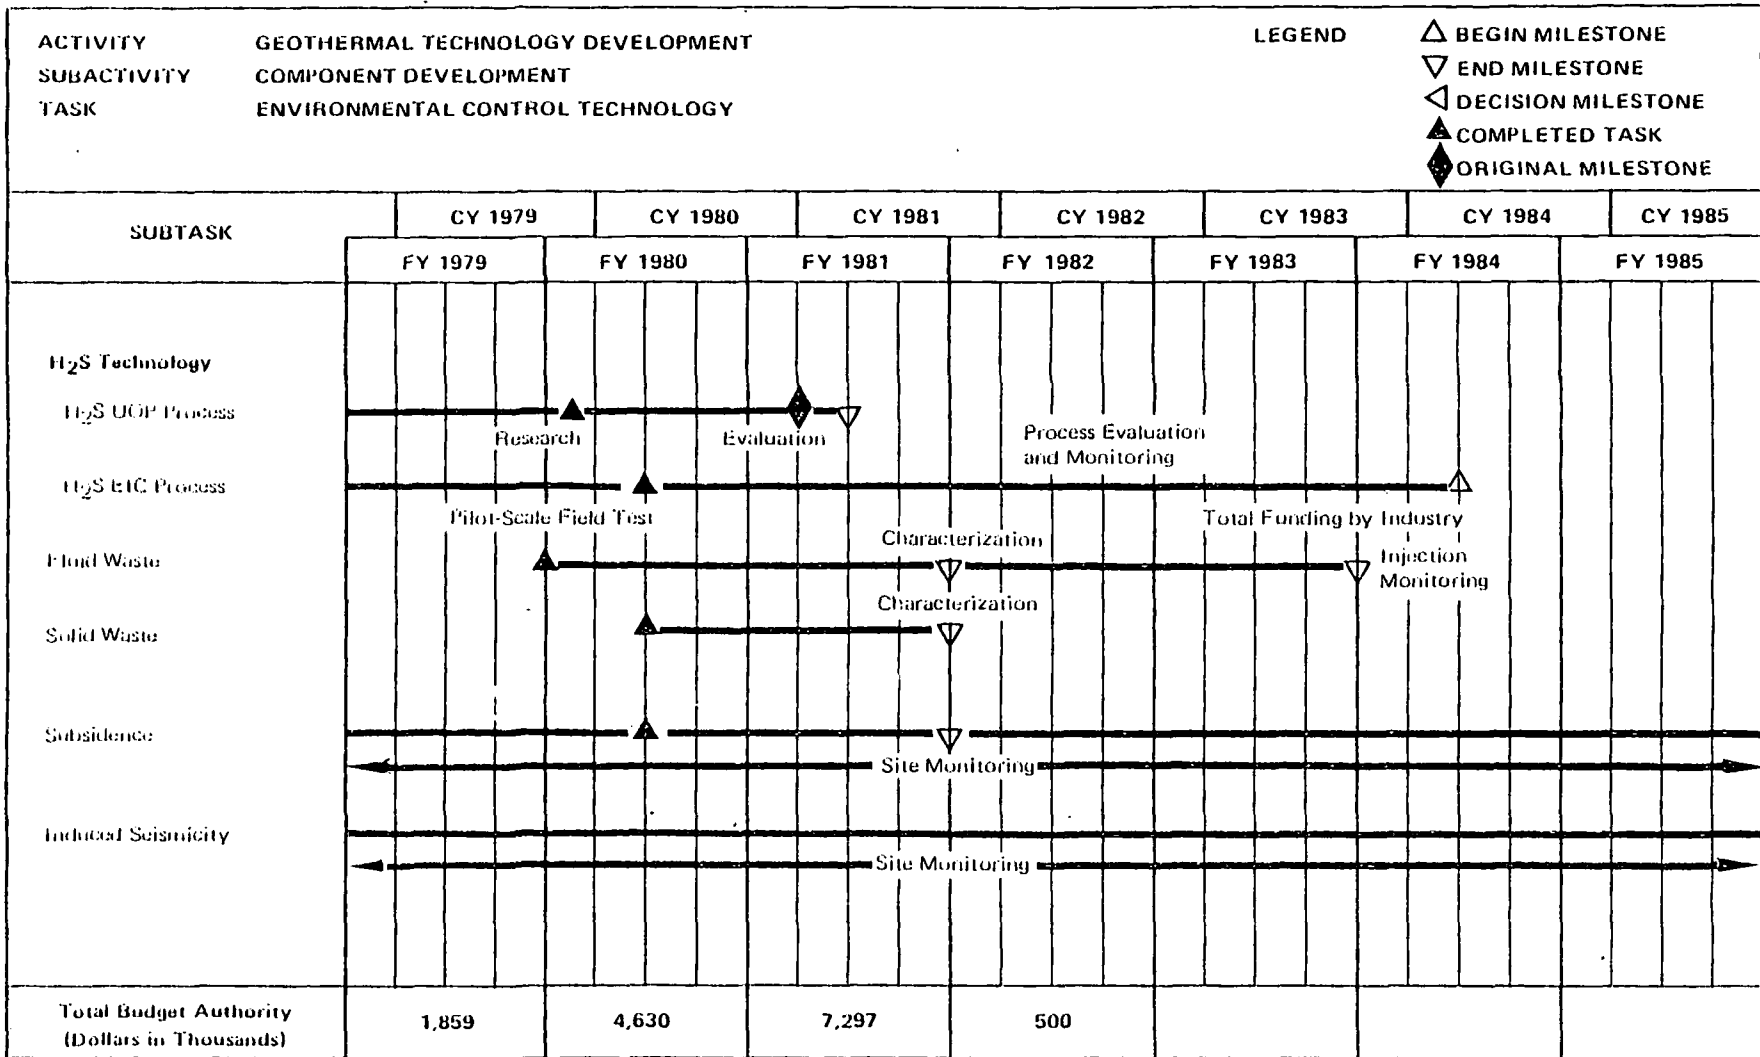 ACTIVITY GEOTHERMAL TECHNOLOGY DEVELOPMENT
SUBACTIVITY COMPONENT DEVELOPMENT
TASK ENVIRONMENTAL CONTROL TECHNOLOGY
LEGEND
BEGIN MILESTONE
END MILESTONE
DECISION MILESTONE
COMPLETED TASK
ORIGINAL MILESTONE
SUBTASK
CY 1979 CY 1980 CY 1981 CY 1982 CY 1983 CY 1984 CY 1985
FY 1979 FY 1980 FY 1981 FY 1982 FY 1983 FY 1984 FY 1985
H2S Technology
H2S UOP Process
Research Evaluation
Process Evaluation
and Monitoring
H2S EIC Process
Pilot-Scale Field Test
Total Funding by Industry
Characterization
Fluid Waste
Injection
Monitoring
Characterization
Solid Waste
Subsidence
Site Monitoring
Induced Seismicity
Site Monitoring
Total Budget Authority
(Dollars in Thousands)
1,859 4,630 7,297 500